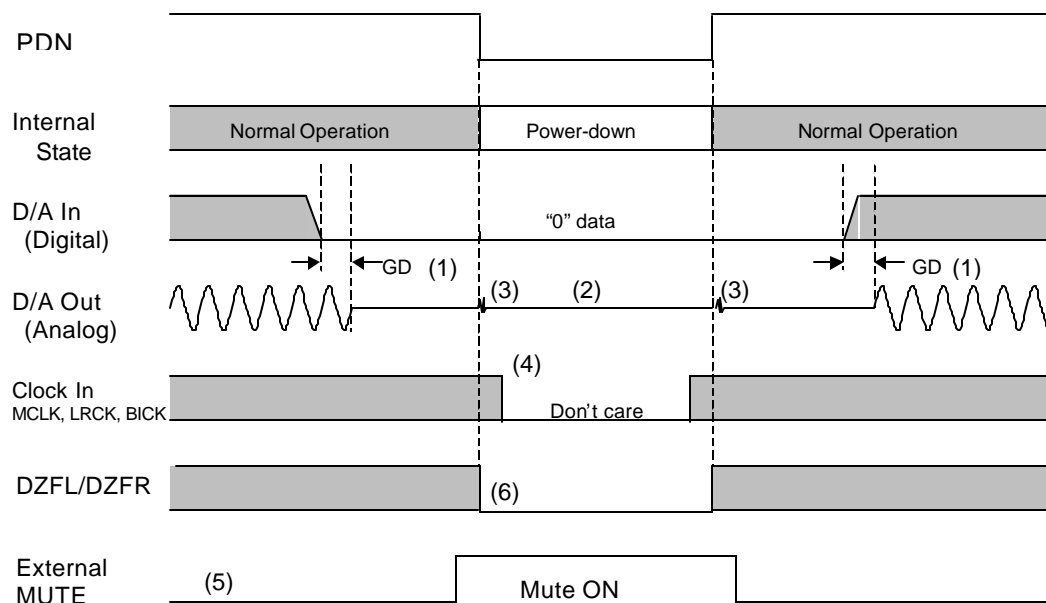 PDN
Internal State
Normal Operation Power-down Normal Operation
D/A In (Digital)
“0” data
GD (1) GD (1)
D/A Out (Analog)
(3) (2) (3)
(4)
Clock In
MCLK, LRCK, BICK
Don’t care
DZFL/DZFR
(6)
External MUTE
(5) Mute ON